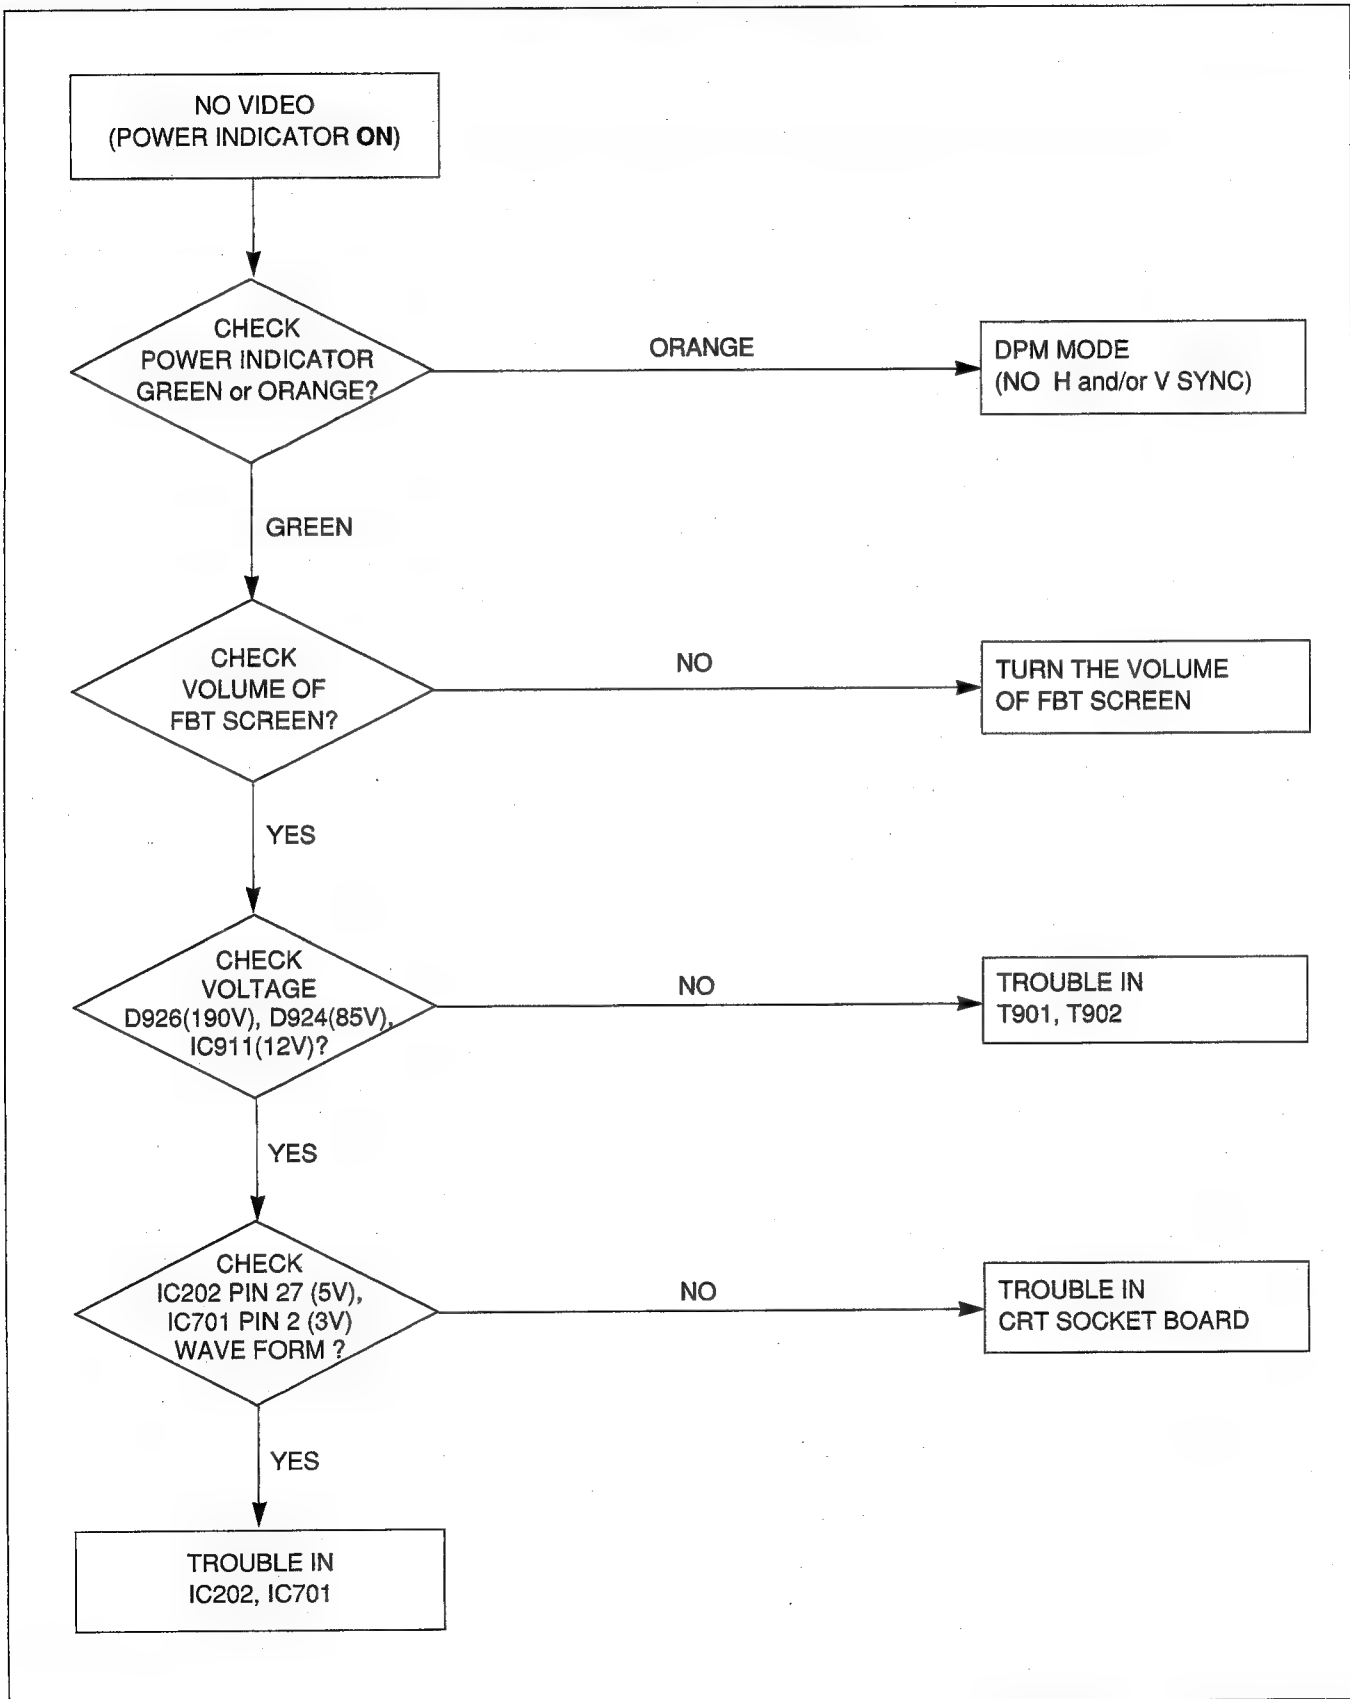 NO VIDEO
(POWER INDICATOR ON)
CHECK
POWER INDICATOR
GREEN or ORANGE?
ORANGE
DPM MODE
(NO H and/or V SYNC)
GREEN
CHECK
VOLUME OF
FBT SCREEN?
NO
TURN THE VOLUME
OF FBT SCREEN
YES
CHECK
VOLTAGE
D926(190V), D924(85V),
IC911(12V)?
NO
TROUBLE IN
T901, T902
YES
CHECK
IC202 PIN 27 (5V),
IC701 PIN 2 (3V)
WAVE FORM ?
NO
TROUBLE IN
CRT SOCKET BOARD
YES
TROUBLE IN
IC202, IC701